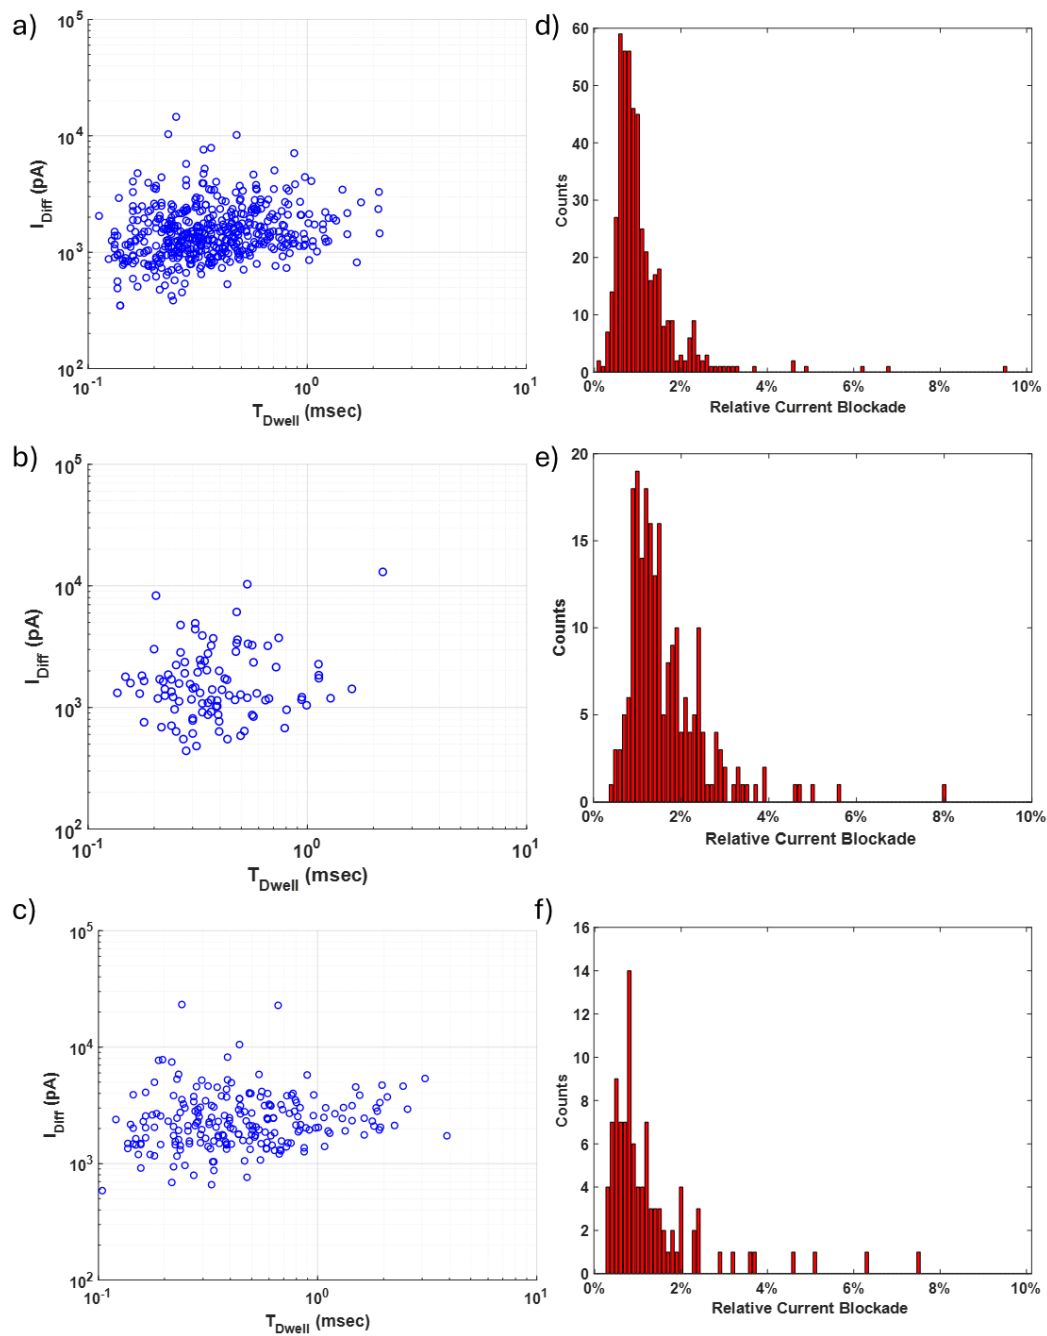 a)
10^5
10^4
10^3
10^2
I_Diff (pA)
10^-1 10^0 10^1
T_Dwell (msec)
d)
60
50
40
30
20
10
0
Counts
0% 2% 4% 6% 8% 10%
Relative Current Blockade
b)
10^5
10^4
10^3
10^2
I_Diff (pA)
10^-1 10^0 10^1
T_Dwell (msec)
e)
20
15
10
5
0
Counts
0% 2% 4% 6% 8% 10%
Relative Current Blockade
c)
10^5
10^4
10^3
10^2
I_Diff (pA)
10^-1 10^0 10^1
T_Dwell (msec)
f)
16
14
12
10
8
6
4
2
0
Counts
0% 2% 4% 6% 8% 10%
Relative Current Blockade